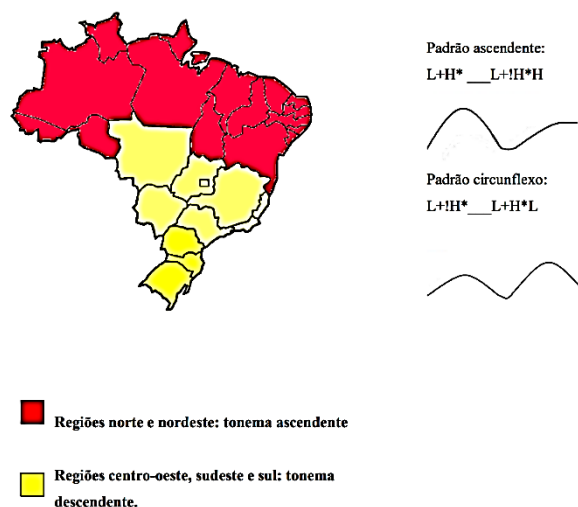 Padrão ascendente:
L+H* ___L+!H*H
Padrão circunflexo:
L+!H*___L+H*L
Regiões norte e nordeste: tonema ascendente
Regiões centro-oeste, sudeste e sul: tonema
descendente.